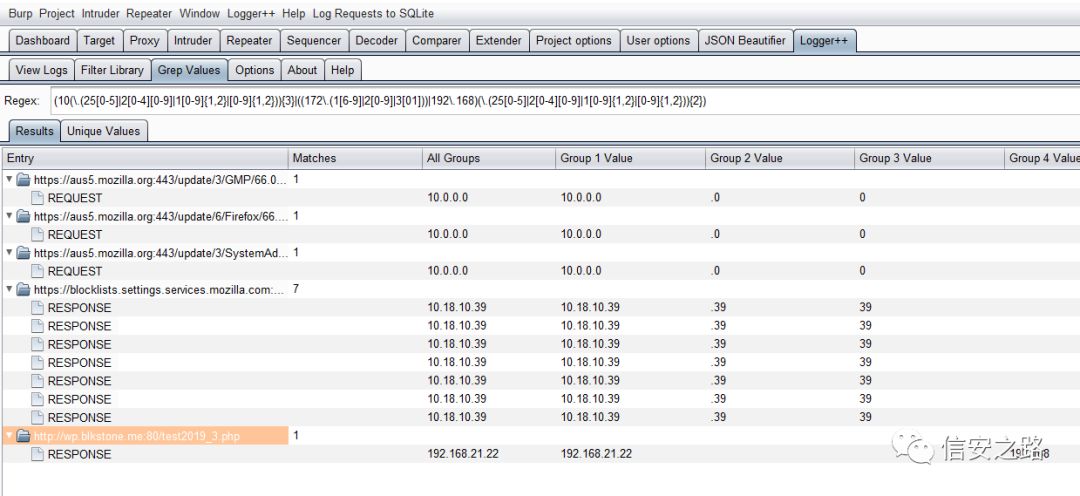 Burp Project Intruder Repeater Window Logger++ Help Log Requests to SQLite
Dashboard Target Proxy Intruder Repeater Sequencer Decoder Comparer Extender Project options User options JSON Beautifier Logger++
View Logs Filter Library Grep Values Options About Help
Regex: (10(\.(25[0-5]|2[0-4][0-9]|1[0-9]{1,2}|[0-9]{1,2})){3}|((172\.(1[6-9]|2[0-9]|3[01]))|192\.168)(\.(25[0-5]|2[0-4][0-9]|1[0-9]{1,2}|[0-9]{1,2})){2})
Results Unique Values
Entry Matches All Groups Group 1 Value Group 2 Value Group 3 Value Group 4 Value
https://aus5.mozilla.org:443/update/3/GMP/66.0... 1
REQUEST 10.0.0.0 10.0.0.0 .0 0
https://aus5.mozilla.org:443/update/6/Firefox/66.... 1
REQUEST 10.0.0.0 10.0.0.0 .0 0
https://aus5.mozilla.org:443/update/3/SystemAd... 1
REQUEST 10.0.0.0 10.0.0.0 .0 0
https://blocklists.settings.services.mozilla.com:... 7
RESPONSE 10.18.10.39 10.18.10.39 .39 39
RESPONSE 10.18.10.39 10.18.10.39 .39 39
RESPONSE 10.18.10.39 10.18.10.39 .39 39
RESPONSE 10.18.10.39 10.18.10.39 .39 39
RESPONSE 10.18.10.39 10.18.10.39 .39 39
RESPONSE 10.18.10.39 10.18.10.39 .39 39
RESPONSE 10.18.10.39 10.18.10.39 .39 39
http://wp.blkstone.me:80/test2019_3.php 1
RESPONSE 192.168.21.22 192.168.21.22
信安之路